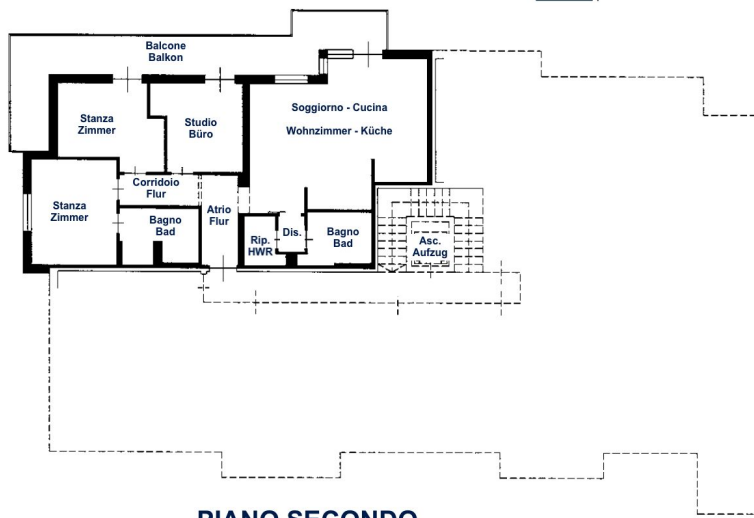 Balcone
Balkon
Soggiorno - Cucina
Wohnzimmer - Küche
Stanza
Zimmer
Studio
Büro
Corridoio
Flur
Stanza
Zimmer
Atrio
Flur
Bagno
Bad
Rip.
HWR
Dis.
Bagno
Bad
Asc.
Aufzug
PIANO SECONDO